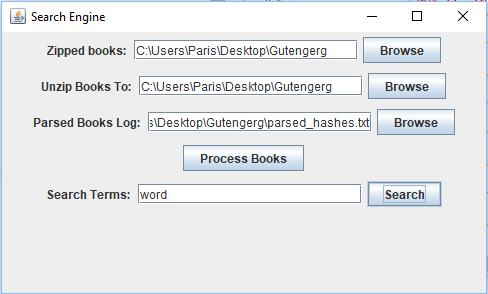 Search Engine
Zipped books: C:\Users\Paris\Desktop\Gutengerg Browse
Unzip Books To: C:\Users\Paris\Desktop\Gutengerg Browse
Parsed Books Log: s\Desktop\Gutengerg\parsed_hashes.txt Browse
Process Books
Search Terms: word Search